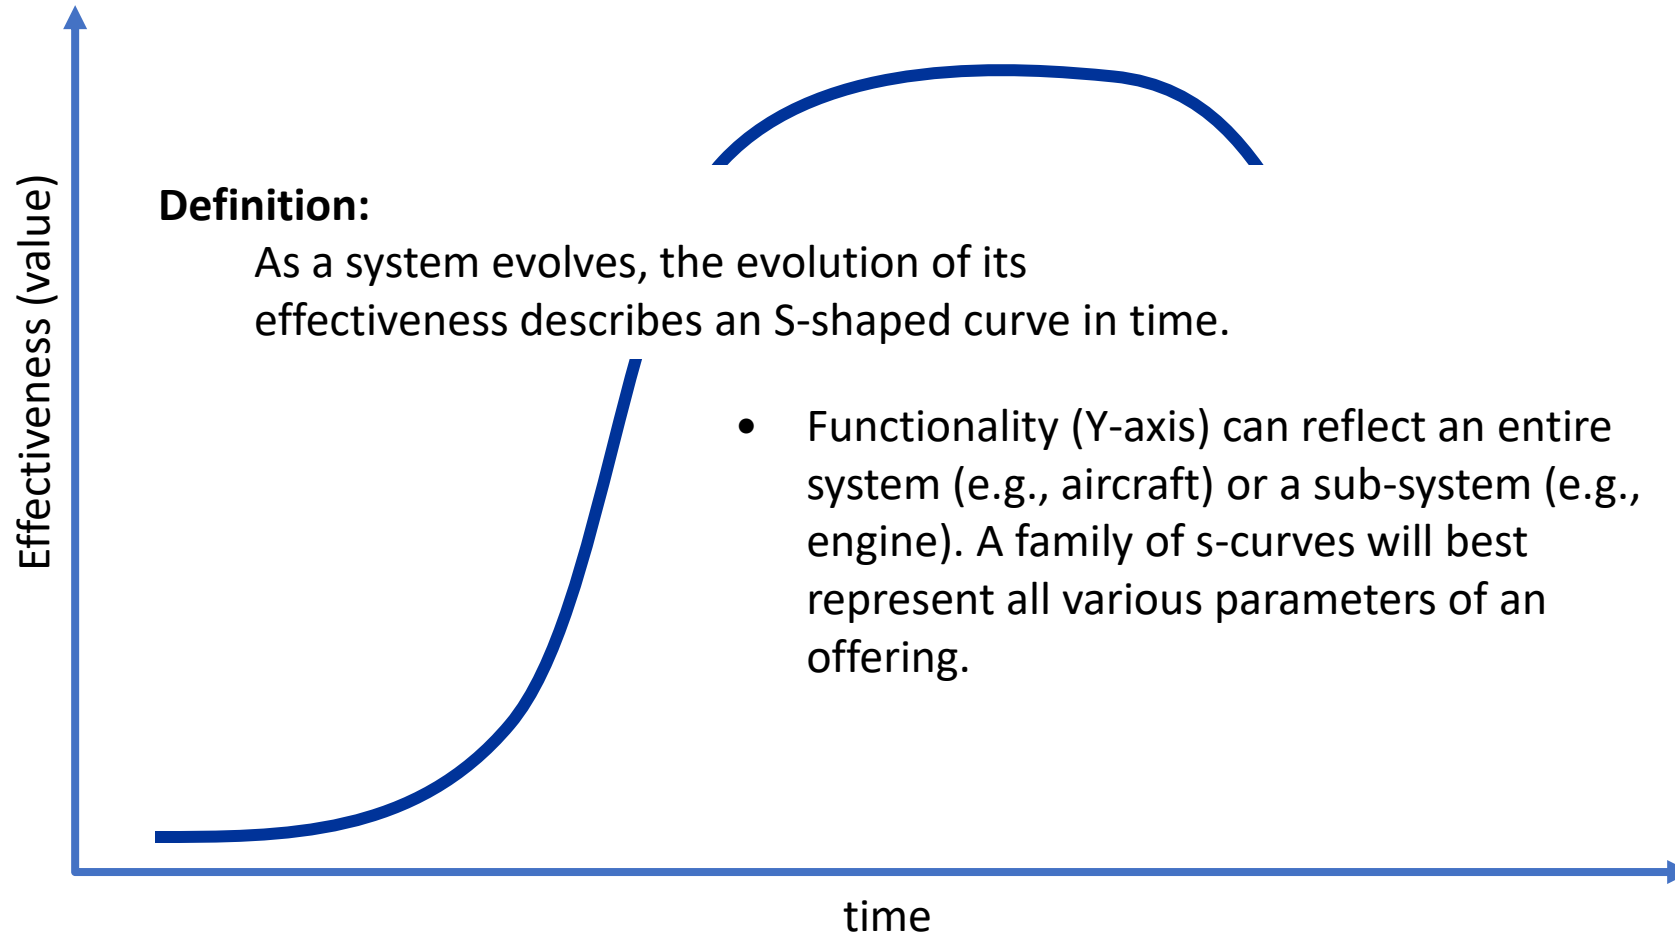 Effectiveness (value)
Definition:
As a system evolves, the evolution of its
effectiveness describes an S-shaped curve in time.
• Functionality (Y-axis) can reflect an entire
system (e.g., aircraft) or a sub-system (e.g.,
engine). A family of s-curves will best
represent all various parameters of an
offering.
time